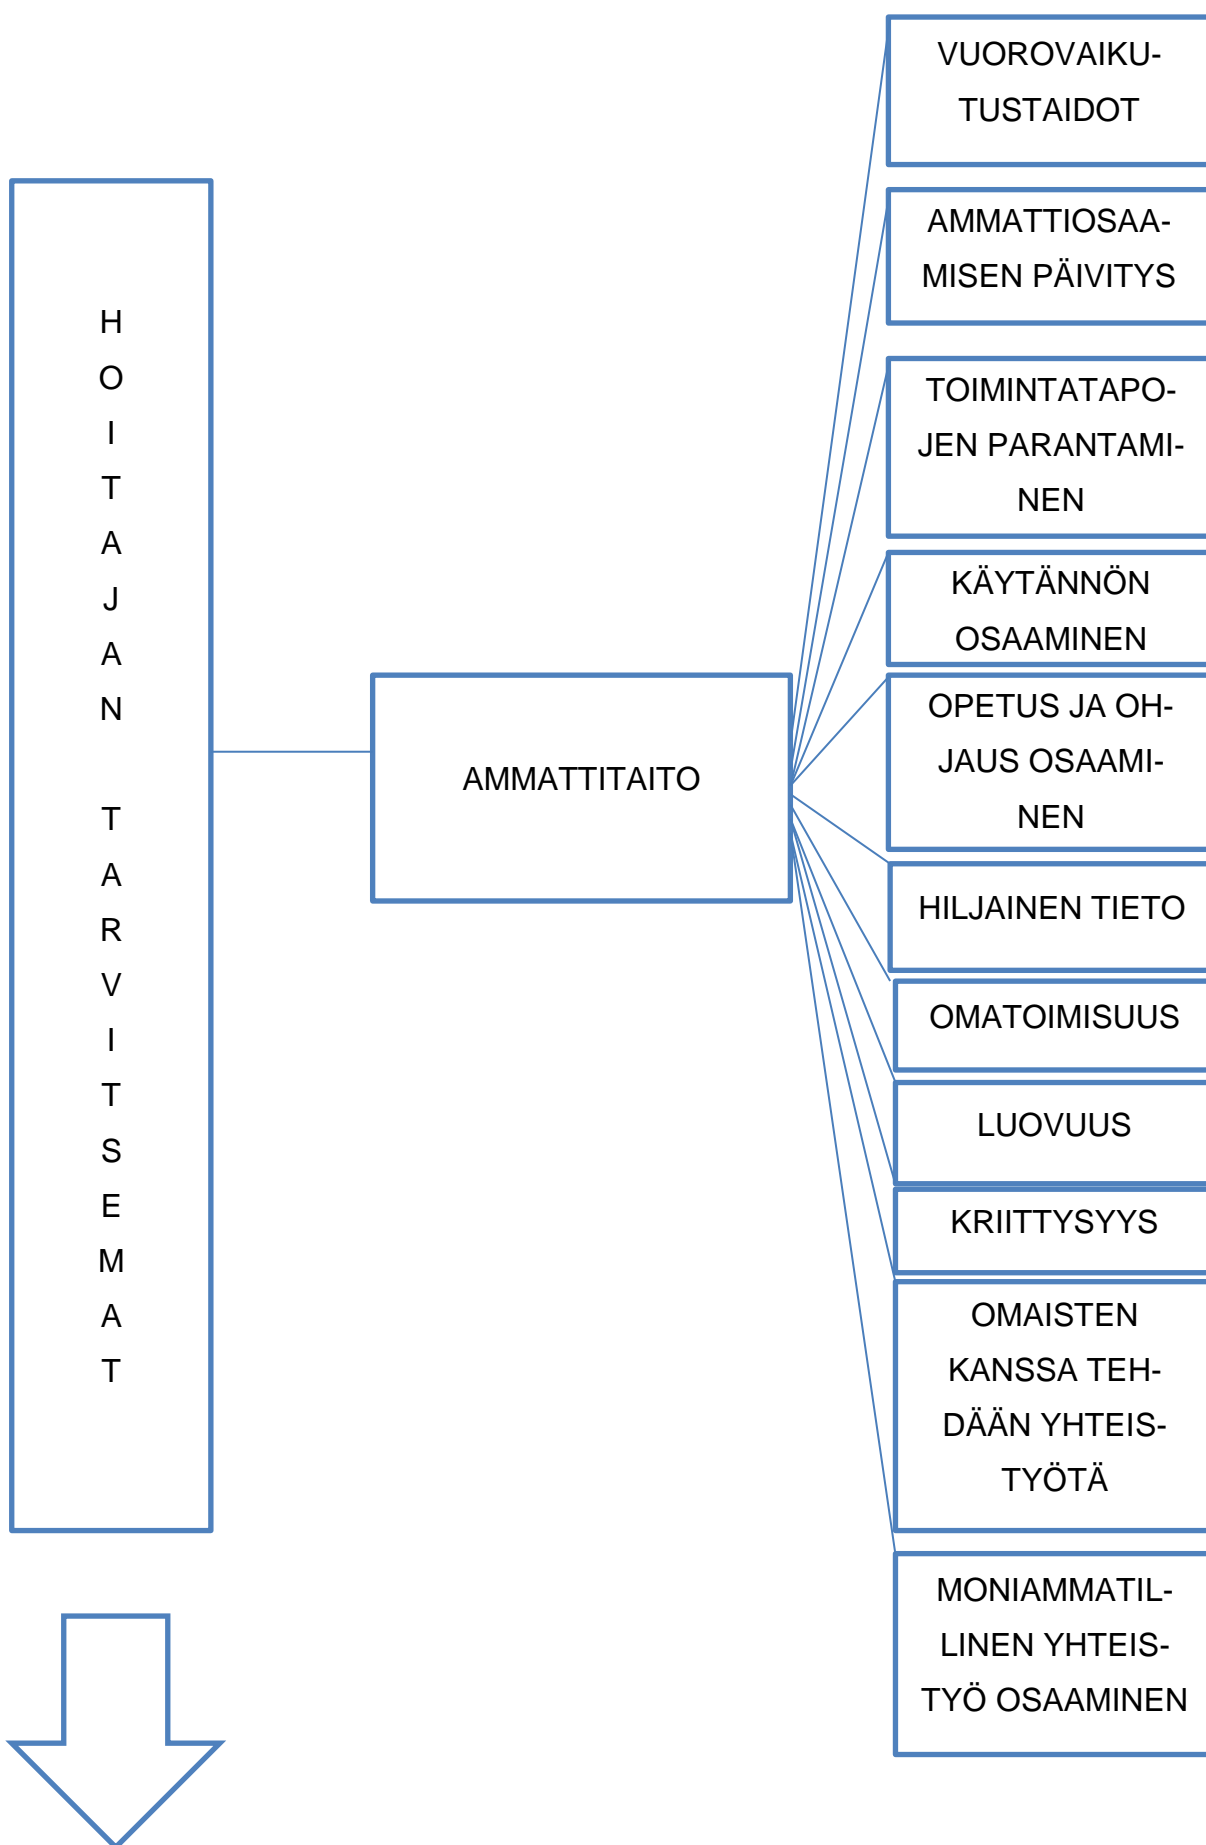 H
O
I
T
A
J
A
N
T
A
R
V
I
T
S
E
M
A
T
AMMATTITAITO
VUOROVAIKU-
TUSTAIDOT
AMMATTIOSAA-
MISEN PÄIVITYS
TOIMINTATAPO-
JEN PARANTAMI-
NEN
KÄYTÄNNÖN
OSAAMINEN
OPETUS JA OH-
JAUS OSAAMI-
NEN
HILJAINEN TIETO
OMATOIMISUUS
LUOVUUS
KRIITTYSYYS
OMAISTEN
KANSSA TEH-
DÄÄN YHTEIS-
TYÖTÄ
MONIAMMATIL-
LINEN YHTEIS-
TYÖ OSAAMINEN